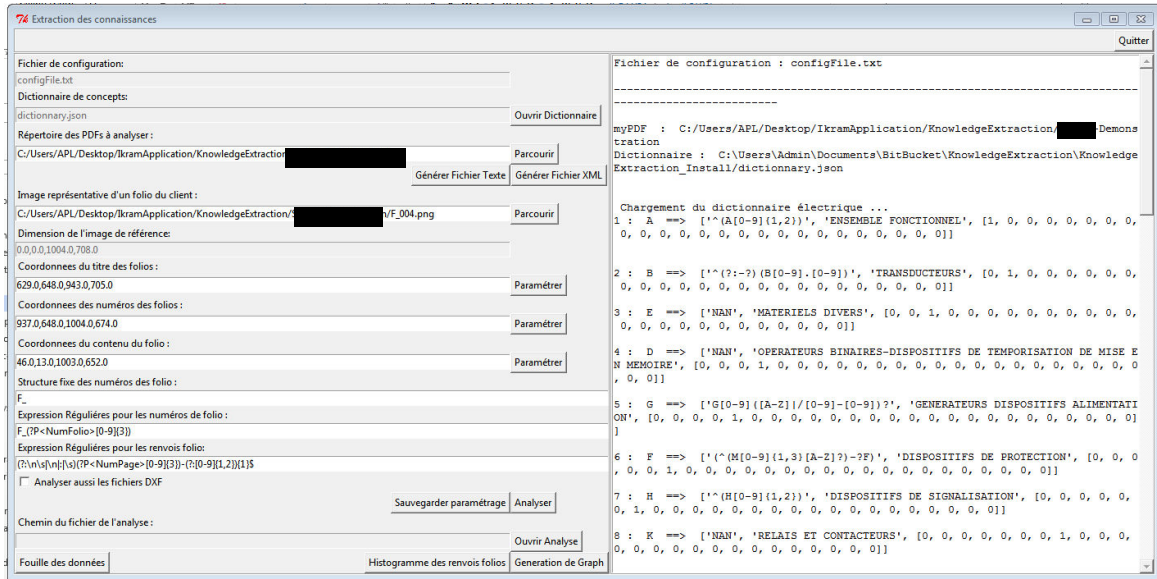 Extraction des connaissances
Quitter
Fichier de configuration:
configFile.txt
Dictionnaire de concepts:
dictionnary.json
Ouvrir Dictionnaire
Répertoire des PDFs à analyser :
C:/Users/APL/Desktop/IkramApplication/KnowledgeExtraction
Parcourir
Générer Fichier Texte
Générer Fichier XML
Image représentative d'un folio du client :
C:/Users/APL/Desktop/IkramApplication/KnowledgeExtraction/ n/F_004.png
Parcourir
Dimension de l'image de référence:
0.0,0.0,1004.0,708.0
Coordonnees du titre des folios :
629.0,648.0,943.0,705.0
Paramétrer
Coordonnees des numéros des folios :
937.0,648.0,1004.0,674.0
Paramétrer
Coordonnees du contenu du folio :
46.0,13.0,1003.0,652.0
Paramétrer
Structure fixe des numéros des folio :
F_
Expression Réguliéres pour les numéros de folio :
F_(?P<NumFolio>[0-9]{3})
Expression Réguliéres pour les renvois folio:
(?:\n\s|\n|:|\s)(?P<NumPage>[0-9]{3})-(?:[0-9]{1,2}){1}$
Analyser aussi les fichiers DXF
Sauvegarder paramétrage
Analyser
Chemin du fichier de l'analyse :
Ouvrir Analyse
Fouille des données
Histogramme des renvois folios
Generation de Graph
Fichier de configuration : configFile.txt
--------------------------------------------------------------------------------
-------------------------
myPDF : C:/Users/APL/Desktop/IkramApplication/KnowledgeExtraction/ -Demons
tration
Dictionnaire : C:\Users\Admin\Documents\BitBucket\KnowledgeExtraction\Knowledge
Extraction_Install/dictionnary.json
Chargement du dictionnaire électrique ...
1 : A ==> ['^(A[0-9]{1,2})', 'ENSEMBLE FONCTIONNEL', [1, 0, 0, 0, 0, 0, 0, 0,
0, 0, 0, 0, 0, 0, 0, 0, 0, 0, 0, 0, 0, 0, 0, 0, 0]]
2 : B ==> ['^(?:-?)(B[0-9].[0-9])', 'TRANSDUCTEURS', [0, 1, 0, 0, 0, 0, 0, 0,
0, 0, 0, 0, 0, 0, 0, 0, 0, 0, 0, 0, 0, 0, 0, 0, 0]]
3 : E ==> ['NAN', 'MATERIELS DIVERS', [0, 0, 1, 0, 0, 0, 0, 0, 0, 0, 0, 0, 0,
0, 0, 0, 0, 0, 0, 0, 0, 0, 0, 0, 0]]
4 : D ==> ['NAN', 'OPERATEURS BINAIRES-DISPOSITIFS DE TEMPORISATION DE MISE E
N MEMOIRE', [0, 0, 0, 1, 0, 0, 0, 0, 0, 0, 0, 0, 0, 0, 0, 0, 0, 0, 0, 0, 0, 0, 0
, 0, 0]]
5 : G ==> ['G[0-9]([A-Z]|/[0-9]-[0-9])?', 'GENERATEURS DISPOSITIFS ALIMENTATI
ON', [0, 0, 0, 0, 1, 0, 0, 0, 0, 0, 0, 0, 0, 0, 0, 0, 0, 0, 0, 0, 0, 0, 0, 0, 0]
]
6 : F ==> ['(^(M[0-9]{1,3}[A-Z]?)-?F)', 'DISPOSITIFS DE PROTECTION', [0, 0, 0
, 0, 0, 1, 0, 0, 0, 0, 0, 0, 0, 0, 0, 0, 0, 0, 0, 0, 0, 0, 0]]
7 : H ==> ['^(H[0-9]{1,2})', 'DISPOSITIFS DE SIGNALISATION', [0, 0, 0, 0, 0,
0, 1, 0, 0, 0, 0, 0, 0, 0, 0, 0, 0, 0, 0, 0, 0]]
8 : K ==> ['NAN', 'RELAIS ET CONTACTEURS', [0, 0, 0, 0, 0, 0, 0, 1, 0, 0, 0,
0, 0, 0, 0, 0, 0, 0, 0, 0, 0, 0, 0, 0, 0]]